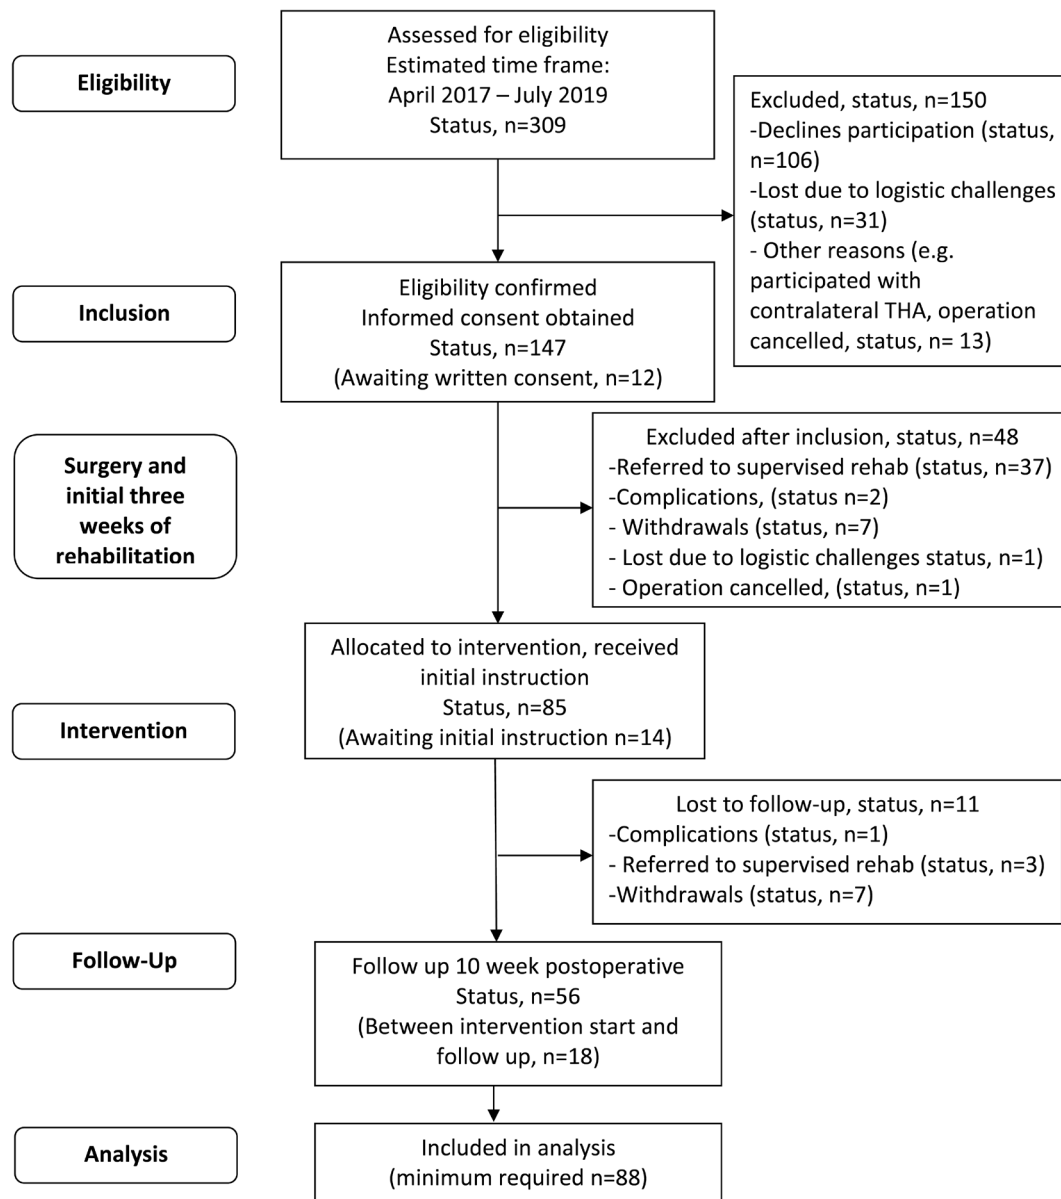 Eligibility
Assessed for eligibility
Estimated time frame:
April 2017 – July 2019
Status, n=309
Excluded, status, n=150
-Declines participation (status,
n=106)
-Lost due to logistic challenges
(status, n=31)
- Other reasons (e.g.
participated with
contralateral THA, operation
cancelled, status, n= 13)
Inclusion
Eligibility confirmed
Informed consent obtained
Status, n=147
(Awaiting written consent, n=12)
Surgery and
initial three
weeks of
rehabilitation
Excluded after inclusion, status, n=48
-Referred to supervised rehab (status, n=37)
-Complications, (status n=2)
- Withdrawals (status, n=7)
- Lost due to logistic challenges status, n=1)
- Operation cancelled, (status, n=1)
Intervention
Allocated to intervention, received
initial instruction
Status, n=85
(Awaiting initial instruction n=14)
Lost to follow-up, status, n=11
-Complications (status, n=1)
- Referred to supervised rehab (status, n=3)
-Withdrawals (status, n=7)
Follow-Up
Follow up 10 week postoperative
Status, n=56
(Between intervention start and
follow up, n=18)
Analysis
Included in analysis
(minimum required n=88)